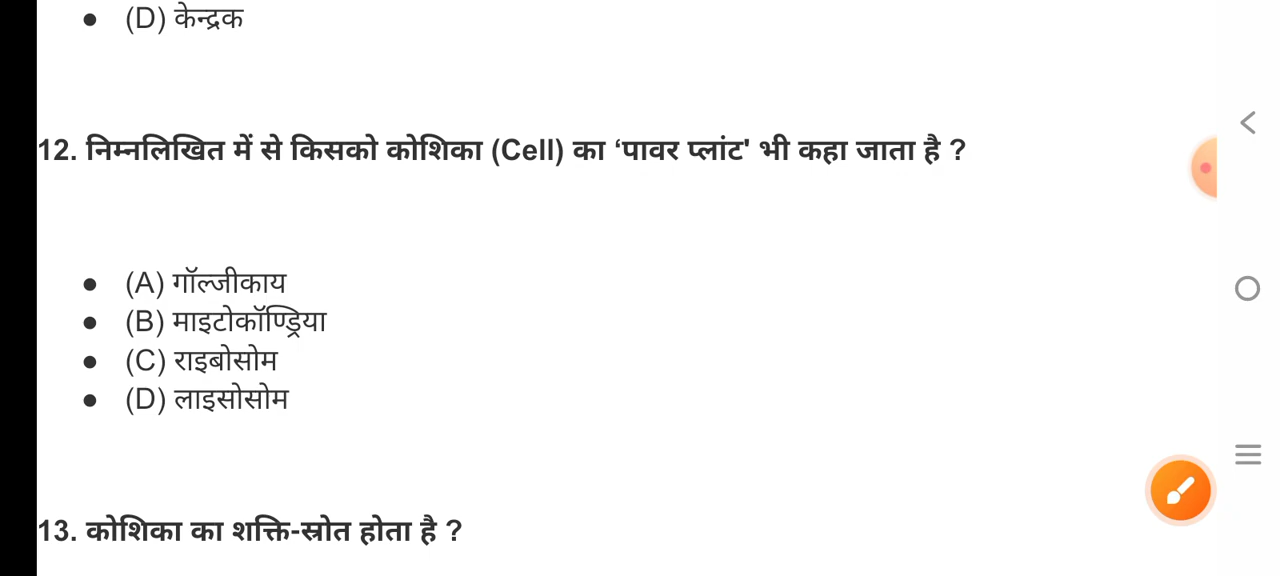 • (D) केन्द्रक
12. निम्नलिखित में से किसको कोशिका (Cell) का ‘पावर प्लांट' भी कहा जाता है ?
• (A) गॉल्जीकाय
• (B) माइटोकॉण्ड्रिया
• (C) राइबोसोम
• (D) लाइसोसोम
13. कोशिका का शक्ति-स्रोत होता है ?